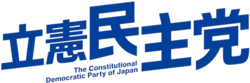 立憲民主党
The Constitutional
Democratic Party of Japan